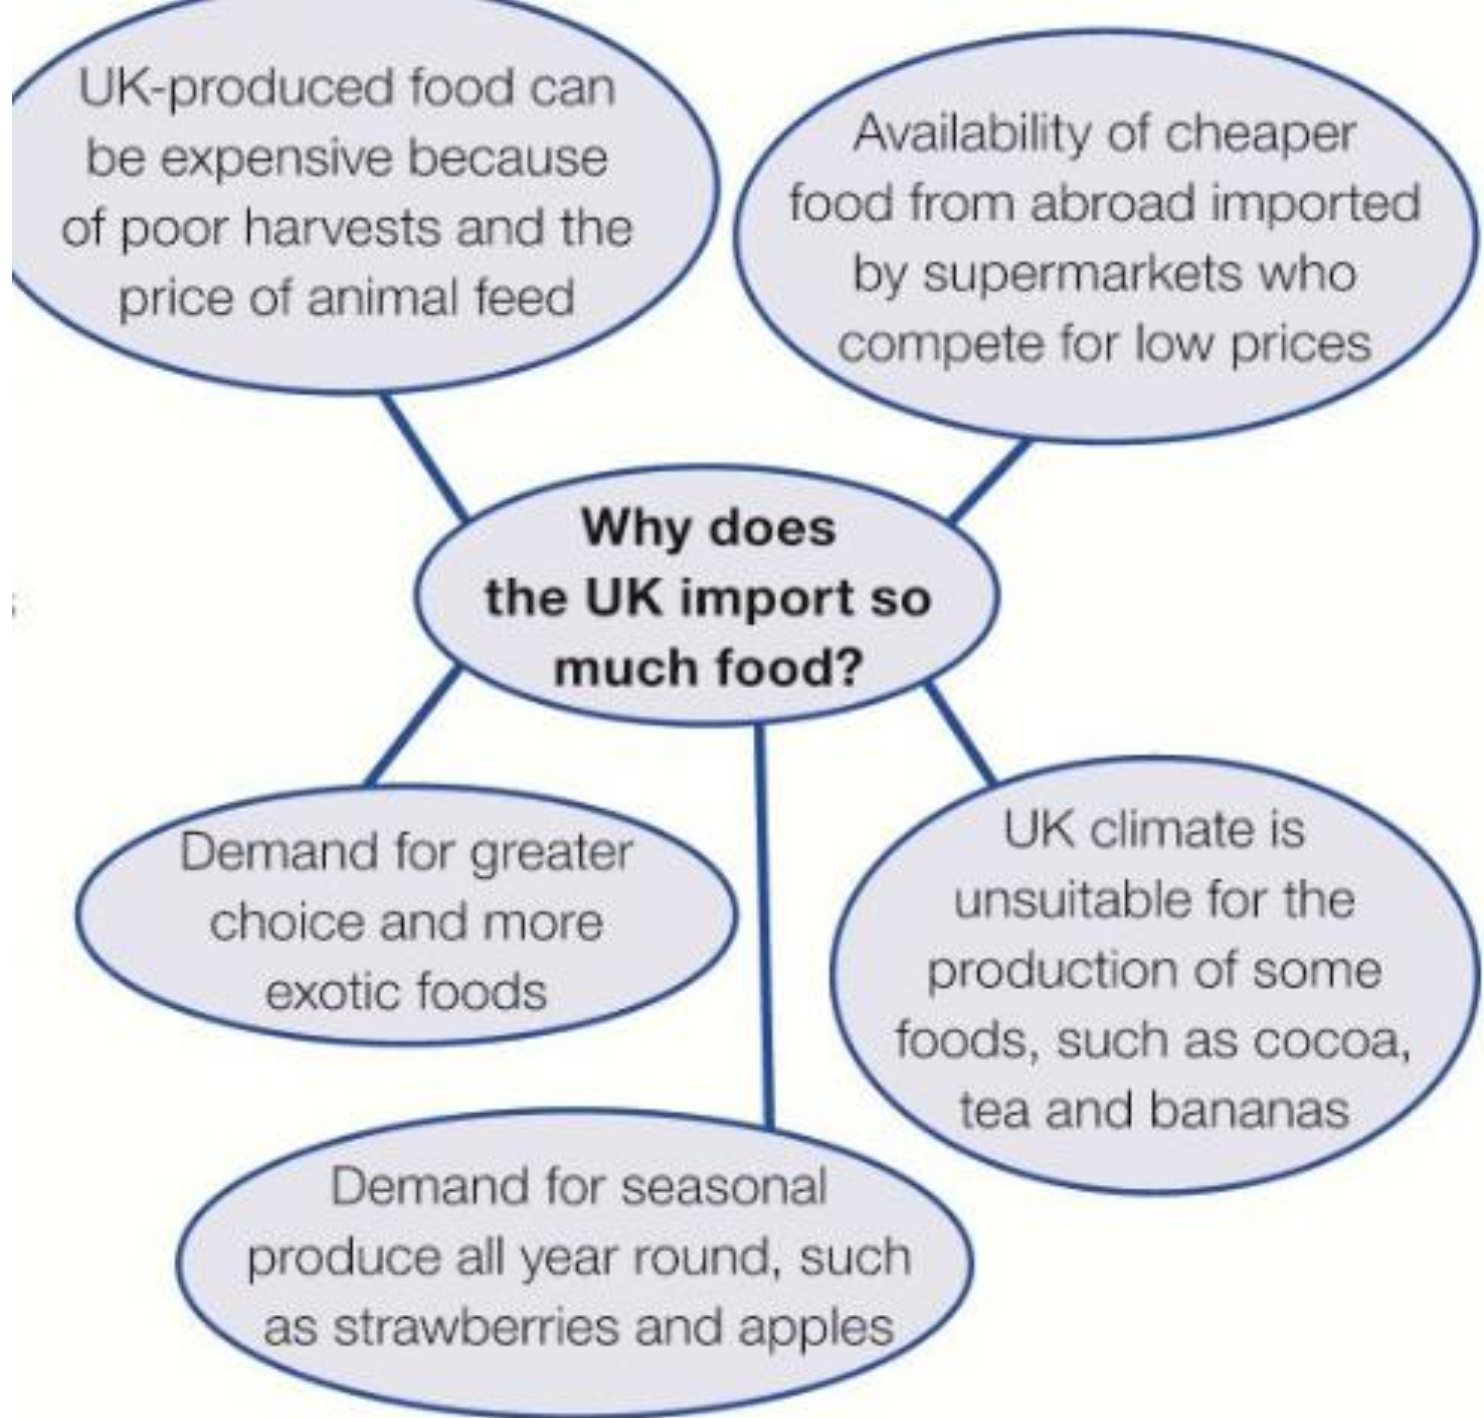 UK-produced food can
be expensive because
of poor harvests and the
price of animal feed
Availability of cheaper
food from abroad imported
by supermarkets who
compete for low prices
Why does
the UK import so
much food?
Demand for greater
choice and more
exotic foods
UK climate is
unsuitable for the
production of some
foods, such as cocoa,
tea and bananas
Demand for seasonal
produce all year round, such
as strawberries and apples